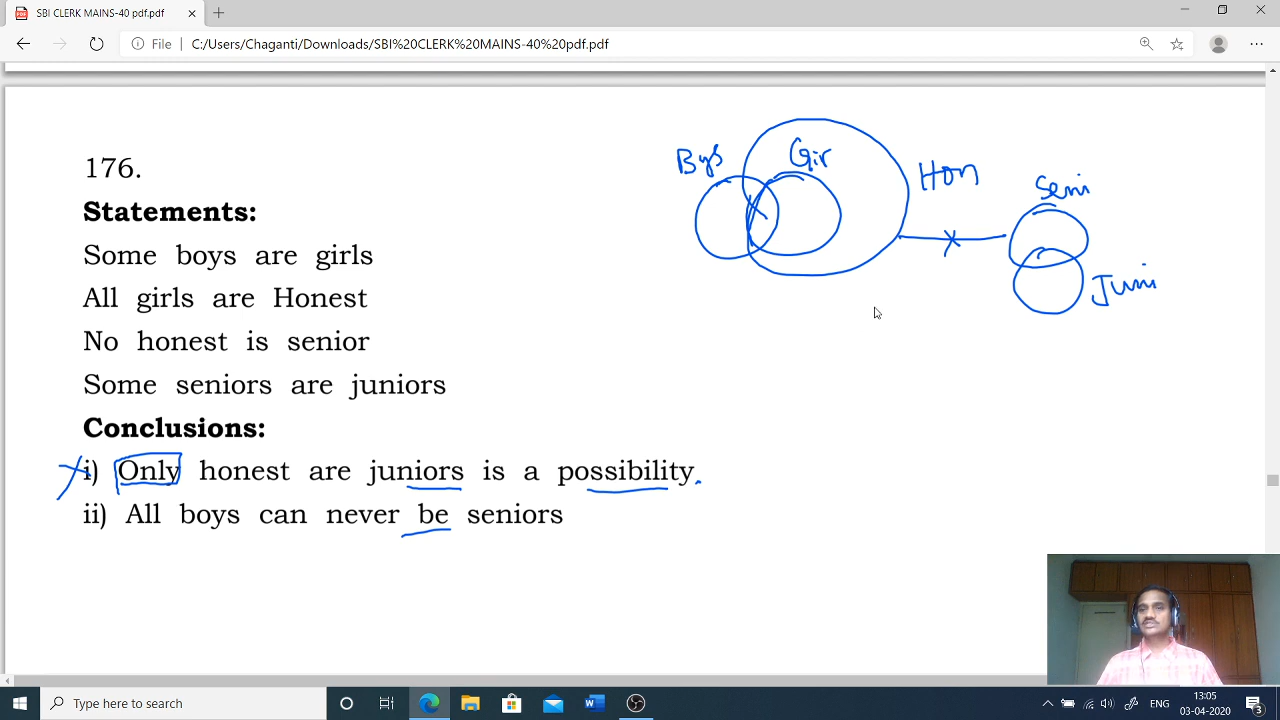 SBI CLERK MAINS-40 pdf.pdf
File C:/Users/Chaganti/Downloads/SBI%20CLERK%20MAINS-40%20pdf.pdf
176.
Statements:
Some boys are girls
All girls are Honest
No honest is senior
Some seniors are juniors
Conclusions:
i) Only honest are juniors is a possibility.
ii) All boys can never be seniors
Bys
Gir
Hon
Seni
Juni
Type here to search
ENG
13:05
03-04-2020
3